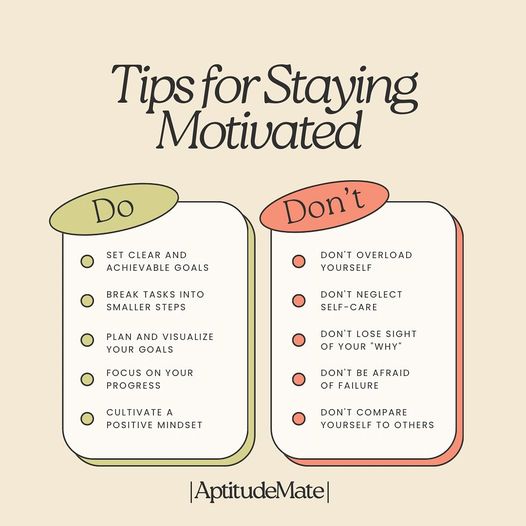 Tips for Staying
Motivated
Do
SET CLEAR AND
ACHIEVABLE GOALS
BREAK TASKS INTO
SMALLER STEPS
PLAN AND VISUALIZE
YOUR GOALS
FOCUS ON YOUR
PROGRESS
CULTIVATE A
POSITIVE MINDSET
Don't
DON'T OVERLOAD
YOURSELF
DON'T NEGLECT
SELF-CARE
DON'T LOSE SIGHT
OF YOUR "WHY"
DON'T BE AFRAID
OF FAILURE
DON'T COMPARE
YOURSELF TO OTHERS
|AptitudeMate|